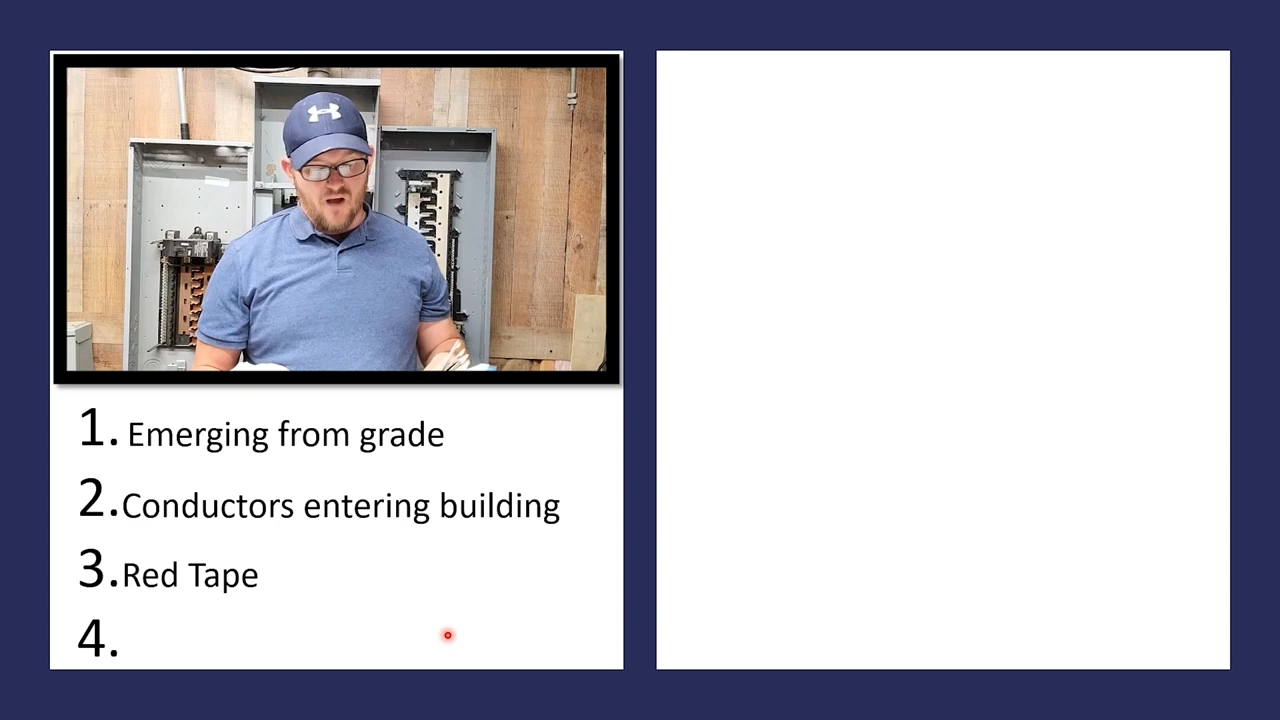 1. Emerging from grade
2. Conductors entering building
3. Red Tape
4.